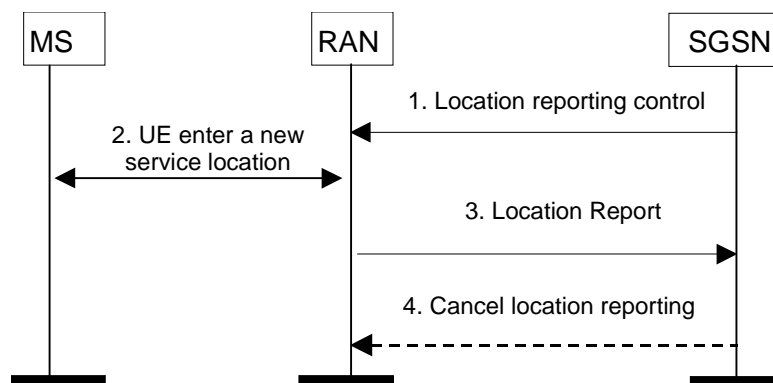 MS
RAN
SGSN
1. Location reporting control
2. UE enter a new
service location
3. Location Report
4. Cancel location reporting